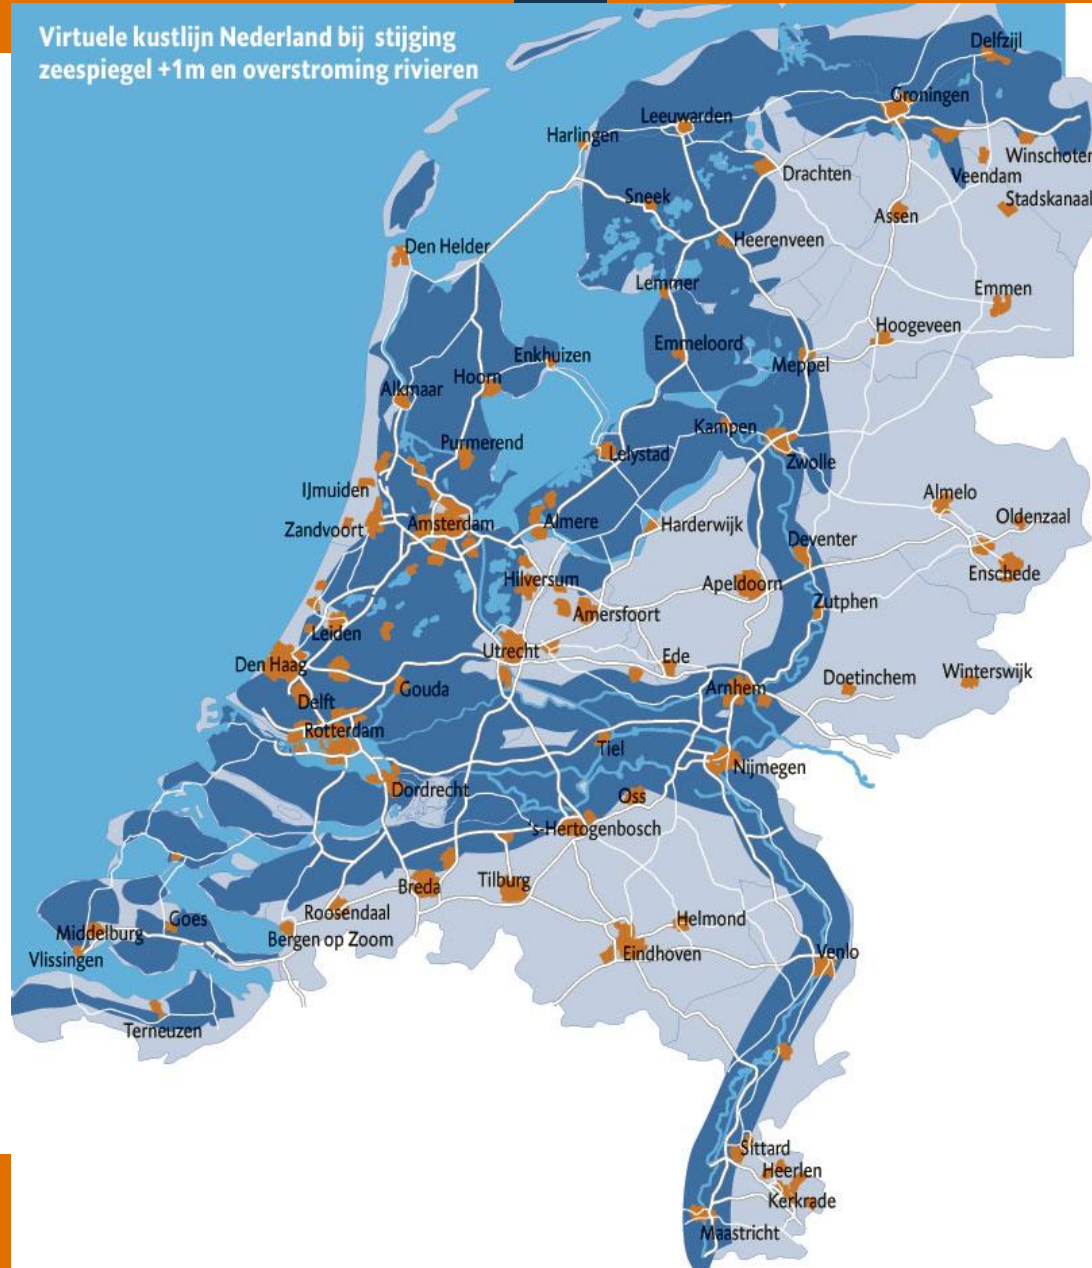 Virtuele kustlijn Nederland bij stijging
zeespiegel +1m en overstroming rivieren
Delfzijl
Groningen
Leeuwarden
Harlingen
Winschoten
Drachten
Veendam
Sneek
Stadskanaal
Assen
Den Helder
Heerenveen
Lemmer
Emmen
Hoogeveen
Emmeloord
Enkhuizen
Meppel
Hoorn
Alkmaar
Kampen
Purmerend
Lelystad
Zwolle
IJmuiden
Almelo
Oldenzaal
Zandvoort
Amsterdam
Almere
Harderwijk
Deventer
Enschede
Hilversum
Apeldoorn
Zutphen
Amersfoort
Leiden
Utrecht
Ede
Den Haag
Doetinchem
Winterswijk
Gouda
Arnhem
Delft
Rotterdam
Tiel
Nijmegen
Dordrecht
Oss
's-Hertogenbosch
Breda
Tilburg
Roosendaal
Goes
Helmond
Middelburg
Bergen op Zoom
Eindhoven
Venlo
Vlissingen
Terneuzen
Sittard
Heerlen
Kerkrade
Maastricht